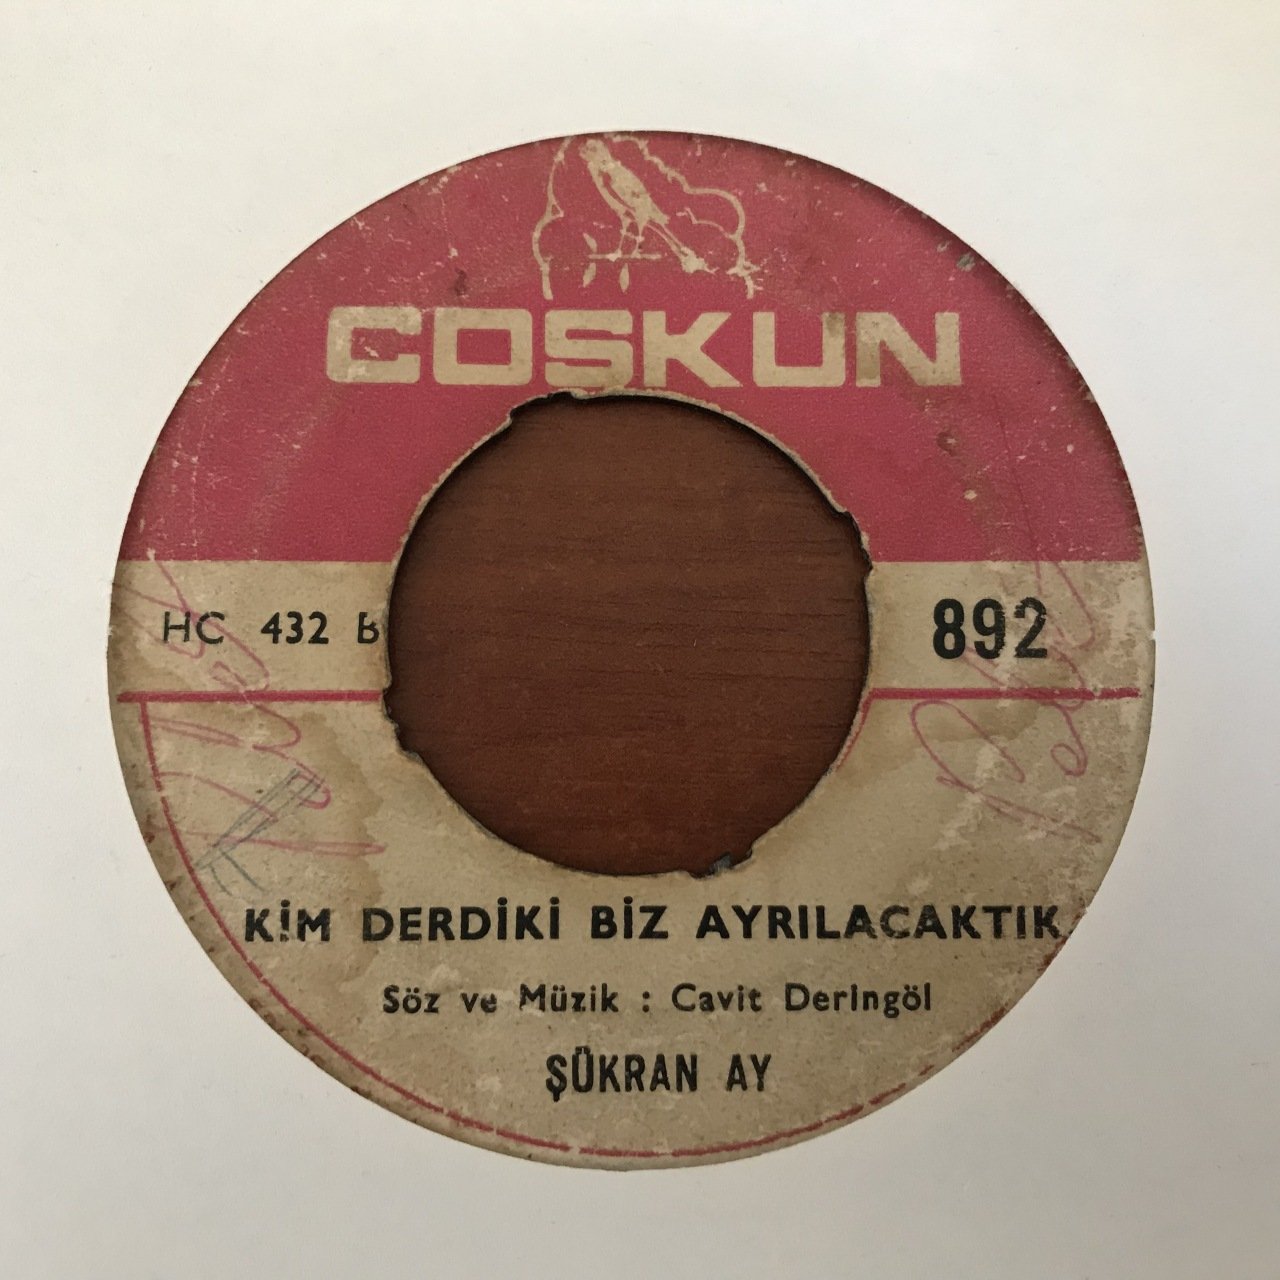 COSKUN
HC 432 B
892
KİM DERDİKİ BİZ AYRILACAKTIK
Söz ve Müzik : Cavit Deringöl
ŞÜKRAN AY